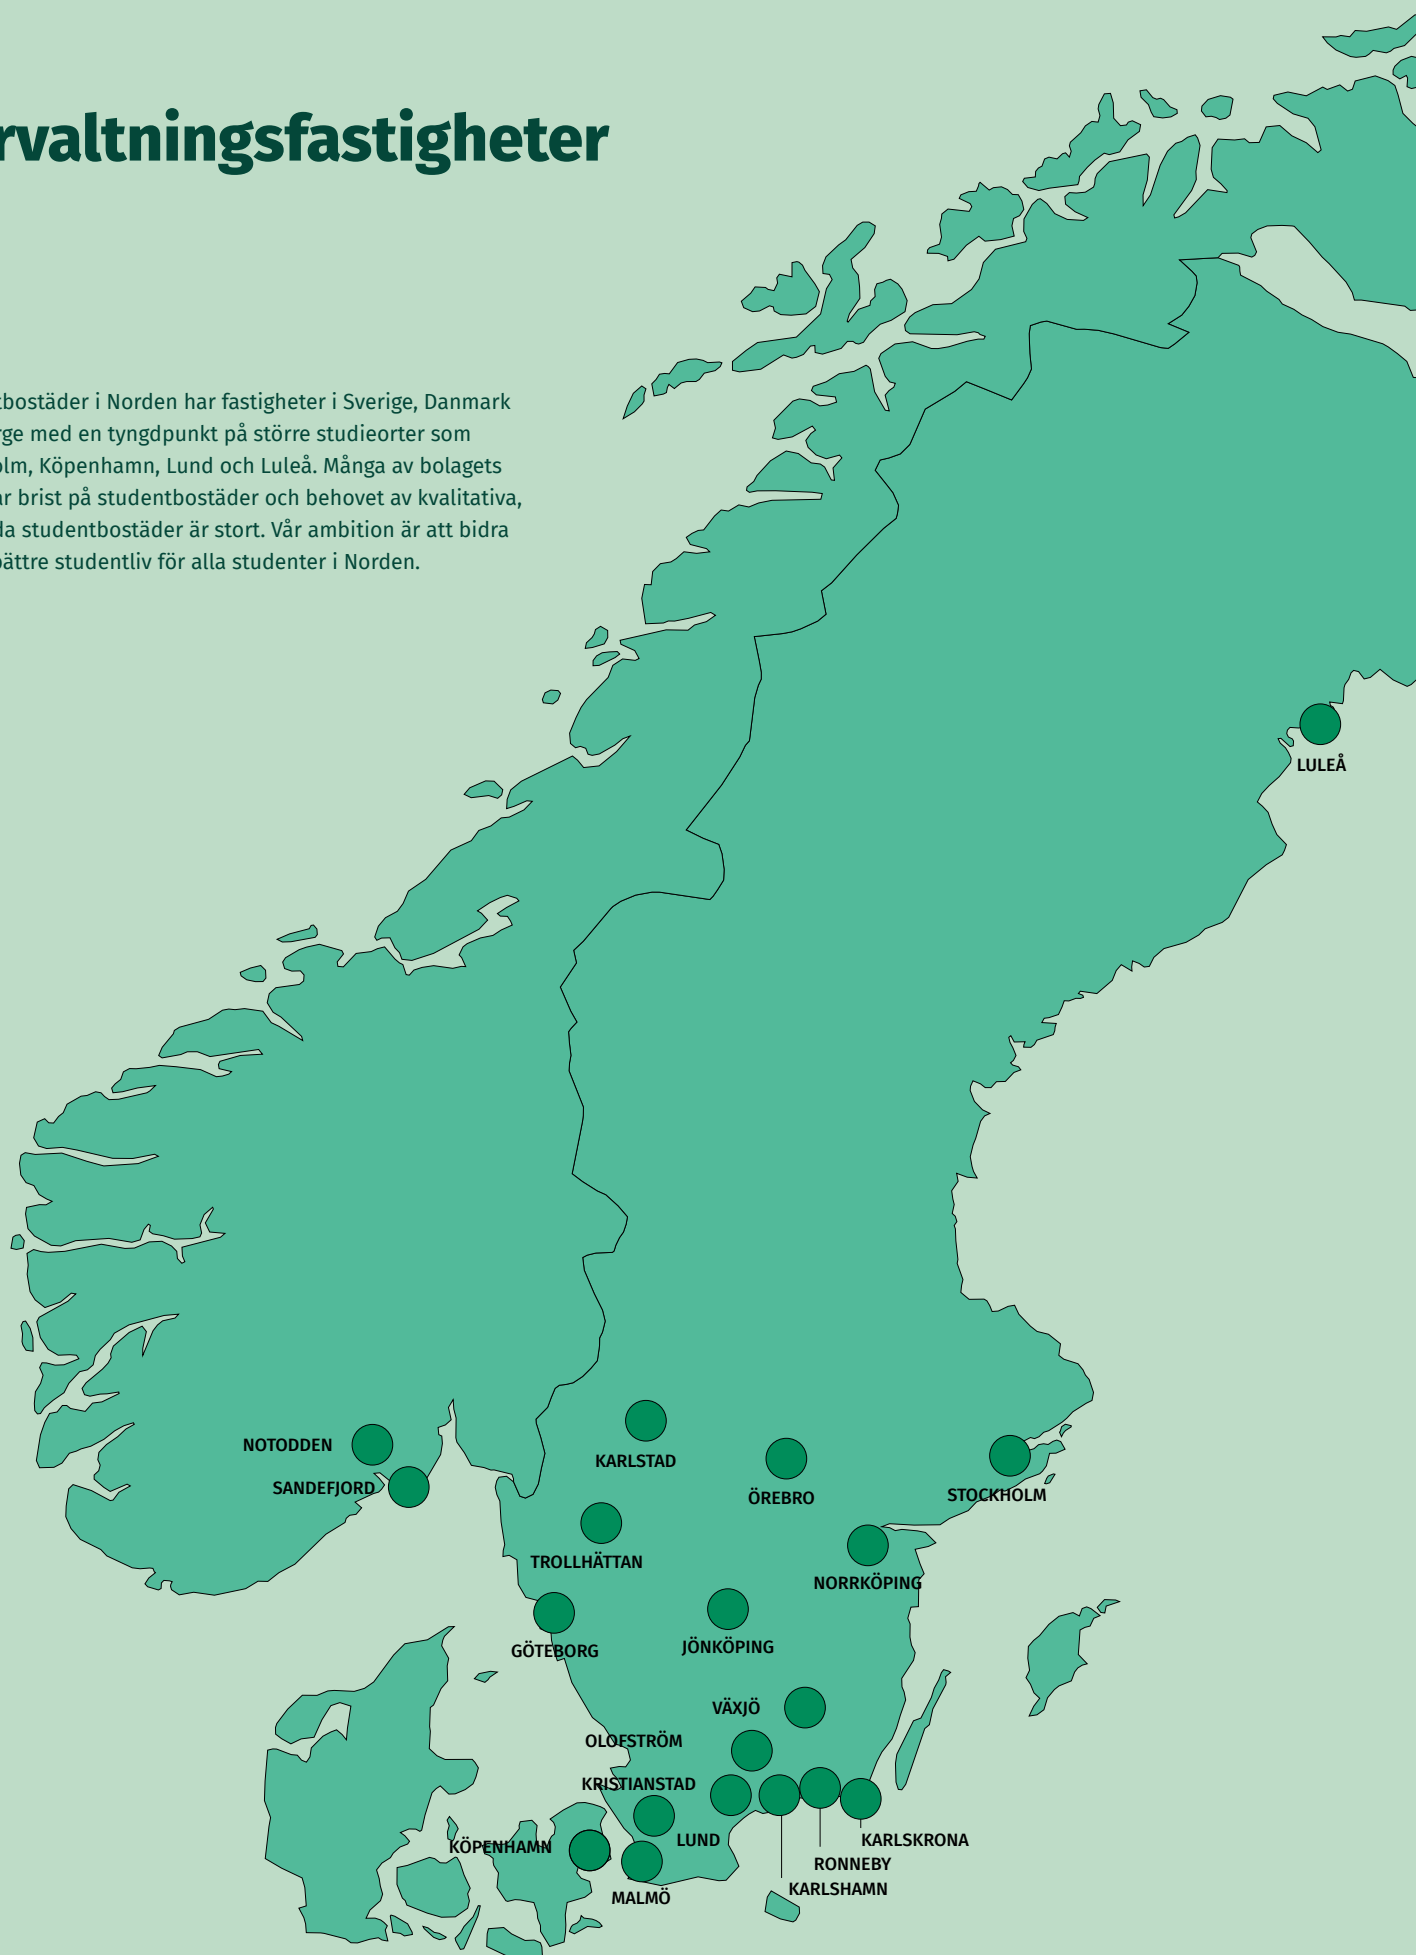 rvaltningsfastigheter
tbostäder i Norden har fastigheter i Sverige, Danmark
rge med en tyngdpunkt på större studieorter som
olm, Köpenhamn, Lund och Luleå. Många av bolagets
ar brist på studentbostäder och behovet av kvalitativa,
da studentbostäder är stort. Vår ambition är att bidra
bättre studentliv för alla studenter i Norden.
LULEÅ
NOTODDEN
SANDEFJORD
KARLSTAD
ÖREBRO
STOCKHOLM
TROLLHÄTTAN
NORRKÖPING
GÖTEBORG
JÖNKÖPING
VÄXJÖ
OLOFSTRÖM
KRISTIANSTAD
LUND
KÖPENHAMN
KARLSKRONA
RONNEBY
KARLSHAMN
MALMÖ